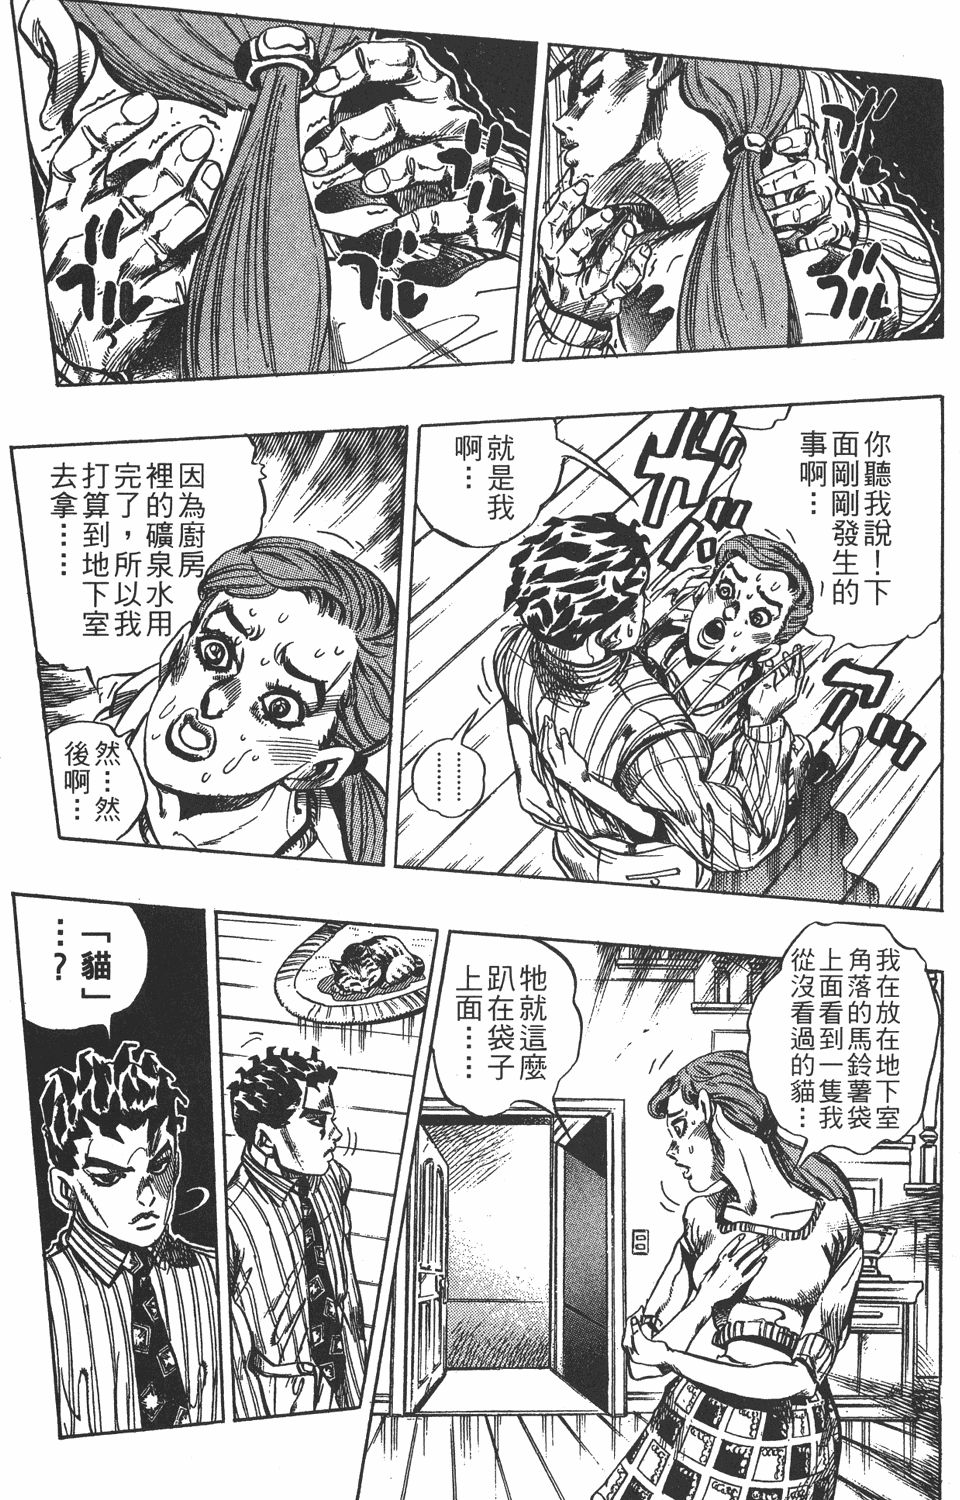 ブル
ブル
ブル
ブル
ブル
ブル
你聽我說！下
面剛剛發生的
事啊…
就是我
啊…
…………
因為廚房
裡的礦泉水用
完了，所以我
打算到地下室
去拿……
然…然
後啊…
我在放在地下室
角落的馬鈴薯袋
上面看到一隻我
從沒看過的貓…
牠就這麼
趴在袋子
上面……
「貓」
…？